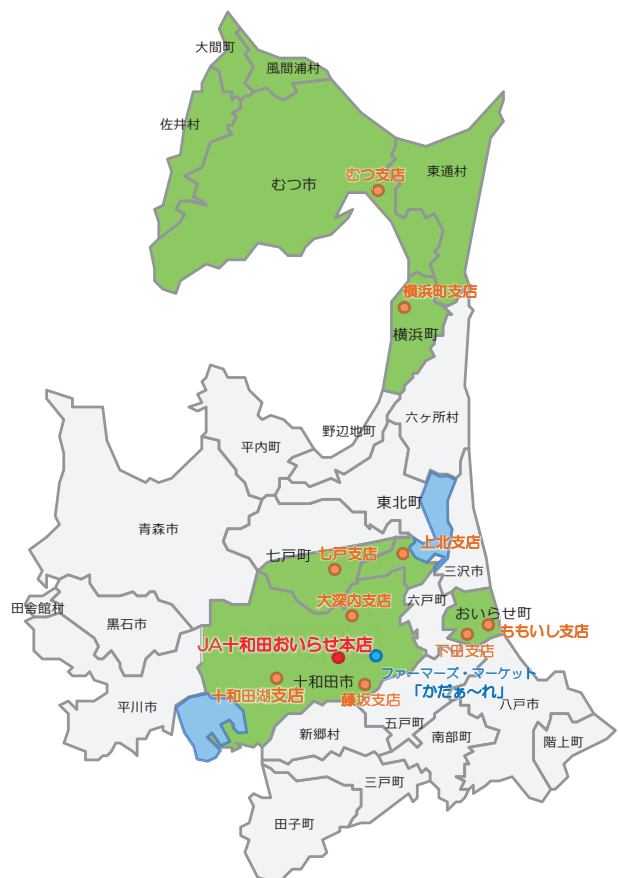 大間町
風間浦村
佐井村
むつ市
むつ支店
東通村
横浜町支店
横浜町
六ヶ所村
野辺地町
平内町
東北町
青森市
七戸町
七戸支店
上北支店
三沢市
田舎館村
黒石市
大深内支店
六戸町
おいらせ町
ももいし支店
JA十和田おいらせ本店
下田支店
ファーマーズ・マーケット
「かだぁ〜れ」
十和田市
十和田湖支店
藤坂支店
平川市
八戸市
五戸町
新郷村
南部町
階上町
三戸町
田子町